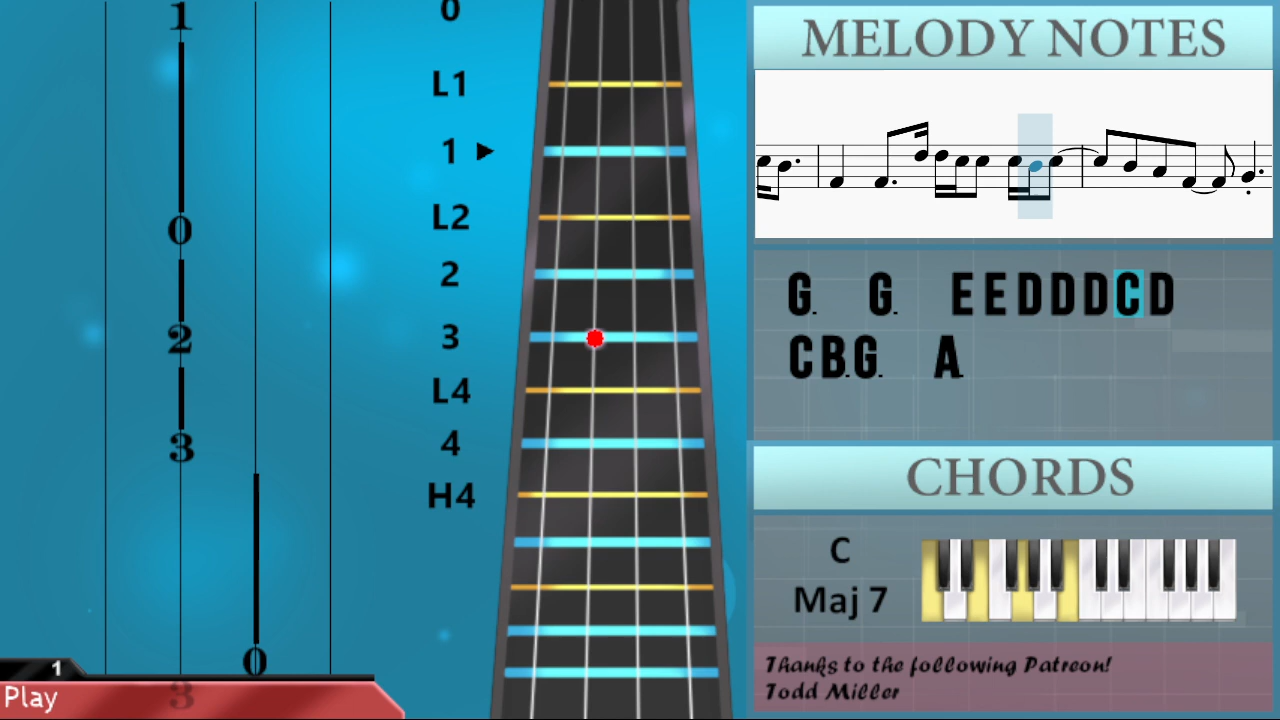 1
0
2
3
0
3
1
Play
0
L1
1
L2
2
3
L4
4
H4
MELODY NOTES
G. G. E E D D D C D
C B. G. A.
CHORDS
C
Maj 7
Thanks to the following Patreon!
Todd Miller